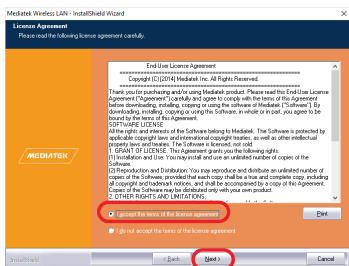 Mediatek Wireless LAN - InstallShield Wizard
License Agreement
Please read the following license agreement carefully.
MEDIATEK
End-User License Agreement
Copyright (C) [2014] Mediatek Inc. All Rights Reserved.
Thank you for purchasing and/or using Mediatek product. Please read this End-User License
Agreement ("Agreement") carefully and agree to comply with the terms of this Agreement
before downloading, installing, copying or using the software of Mediatek ("Software"). By
downloading, installing, copying or using this Software, in whole or in part, you agree to be
bound by the terms of this Agreement.
SOFTWARE LICENSE
All the rights and interests of the Software belong to Mediatek. The Software is protected by
applicable copyright laws and international copyright treaties, as well as other intellectual
property laws and treaties. The Software is licensed, not sold.
1. GRANT OF LICENSE. This Agreement grants you the following rights:
(1) Installation and Use: You may install and use an unlimited number of copies of the
Software.
(2) Reproduction and Distribution: You may reproduce and distribute an unlimited number of
copies of the Software; provided that each copy shall be a true and complete copy, including
all copyright and trademark notices, and shall be accompanied by a copy of this Agreement.
Copies of the Software may be distributed only with your own product.
2. OTHER RIGHTS AND LIMITATIONS.
I accept the terms of the license agreement
Print
I do not accept the terms of the license agreement
InstallShield
< Back
Next >
Cancel